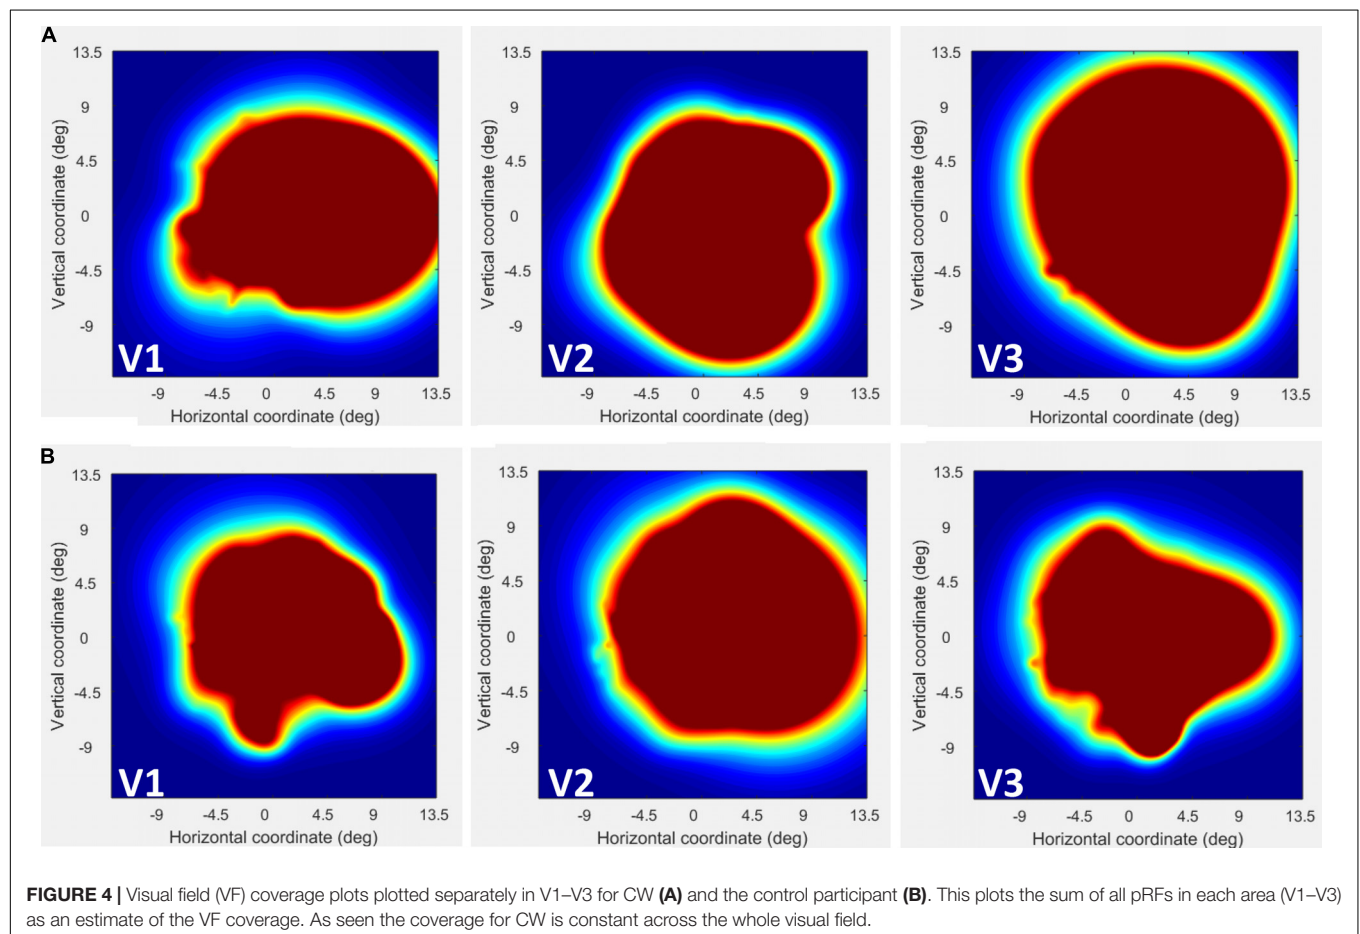 A
13.5
9
4.5
0
-4.5
-9
Vertical coordinate (deg)
V1
-9 -4.5 0 4.5 9 13.5
Horizontal coordinate (deg)
13.5
9
4.5
0
-4.5
-9
Vertical coordinate (deg)
V2
-9 -4.5 0 4.5 9 13.5
Horizontal coordinate (deg)
13.5
9
4.5
0
-4.5
-9
Vertical coordinate (deg)
V3
-9 -4.5 0 4.5 9 13.5
Horizontal coordinate (deg)
B
13.5
9
4.5
0
-4.5
-9
Vertical coordinate (deg)
V1
-9 -4.5 0 4.5 9 13.5
Horizontal coordinate (deg)
13.5
9
4.5
0
-4.5
-9
Vertical coordinate (deg)
V2
-9 -4.5 0 4.5 9 13.5
Horizontal coordinate (deg)
13.5
9
4.5
0
-4.5
-9
Vertical coordinate (deg)
V3
-9 -4.5 0 4.5 9 13.5
Horizontal coordinate (deg)
FIGURE 4 | Visual field (VF) coverage plots plotted separately in V1–V3 for CW (A) and the control participant (B). This plots the sum of all pRFs in each area (V1–V3)
as an estimate of the VF coverage. As seen the coverage for CW is constant across the whole visual field.